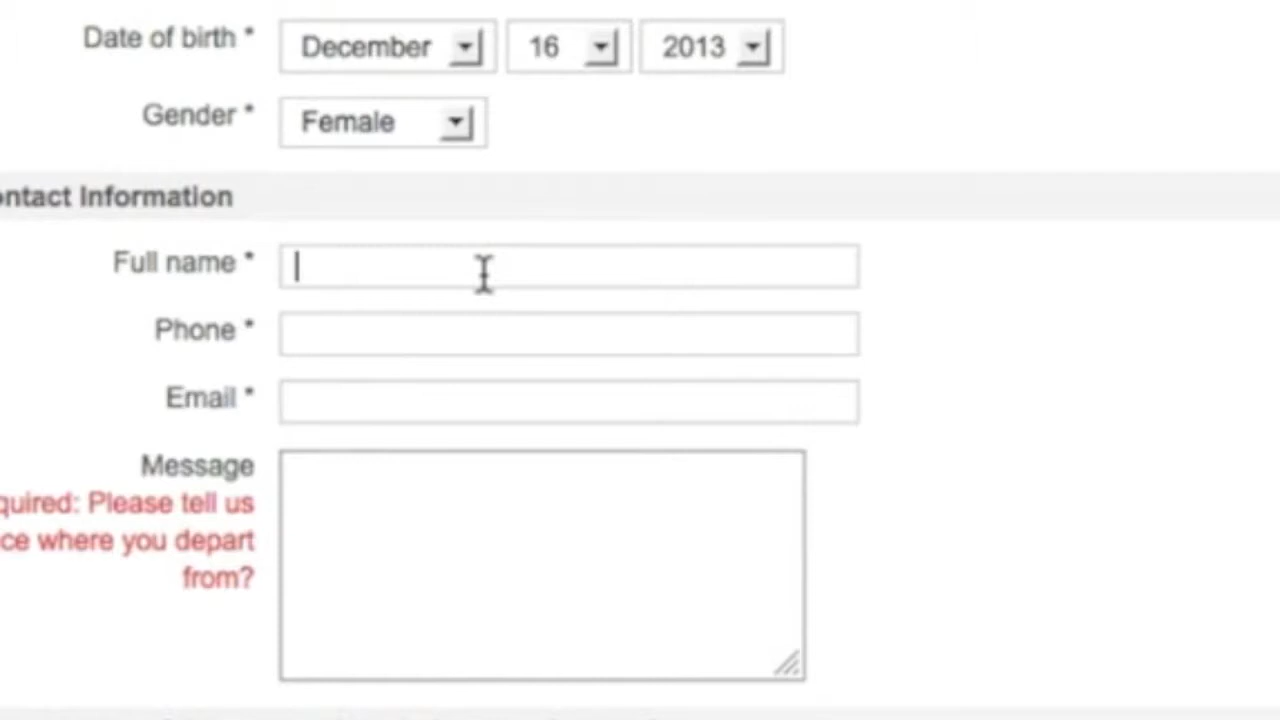 Date of birth * December 16 2013
Gender * Female
ontact Information
Full name *
Phone *
Email *
Message
quired: Please tell us
ce where you depart
from?